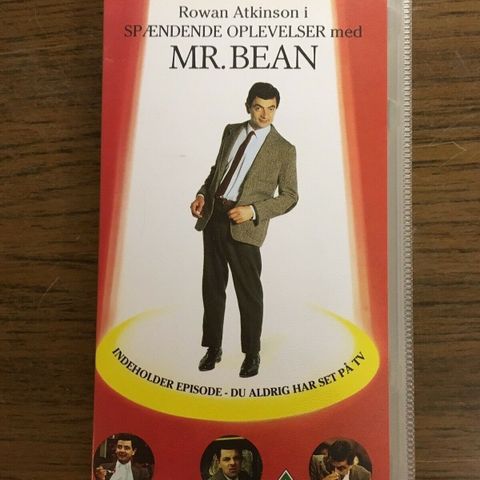 Rowan Atkinson i
SPÆNDENDE OPLEVELSER med
MR. BEAN
INDEHOLDER EPISODE - DU ALDRIG HAR SET PÅ TV